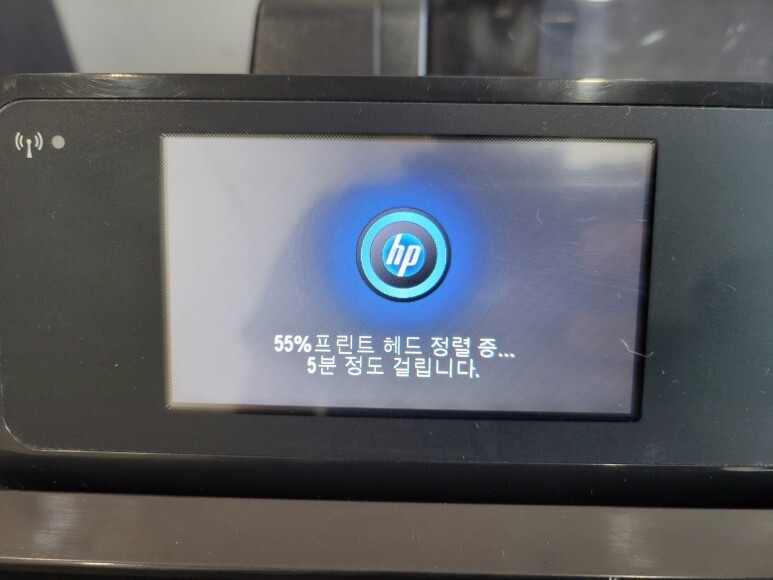 hp
55%프린트 헤드 정렬 중...
5분 정도 걸립니다.